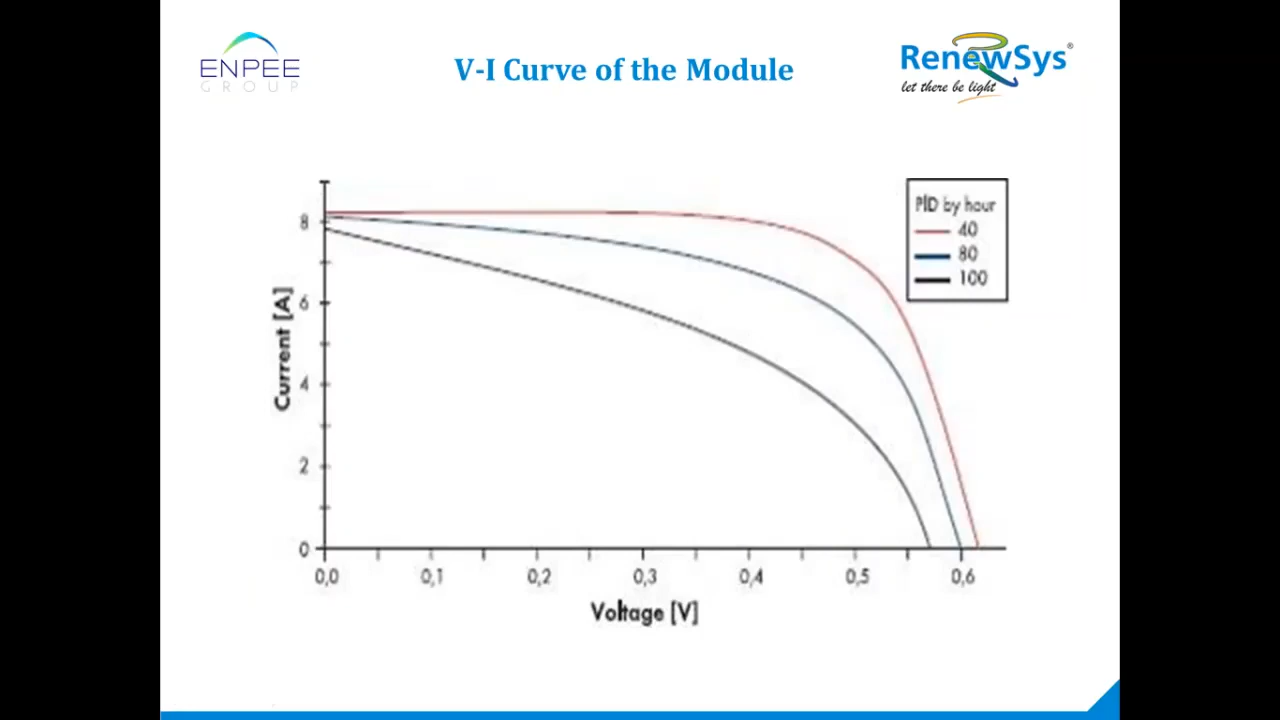 ENPEE
GROUP
V-I Curve of the Module
RenewSys®
let there be light
PID by hour
40
80
100
8
6
4
2
0
Current [A]
0,0 0,1 0,2 0,3 0,4 0,5 0,6
Voltage [V]